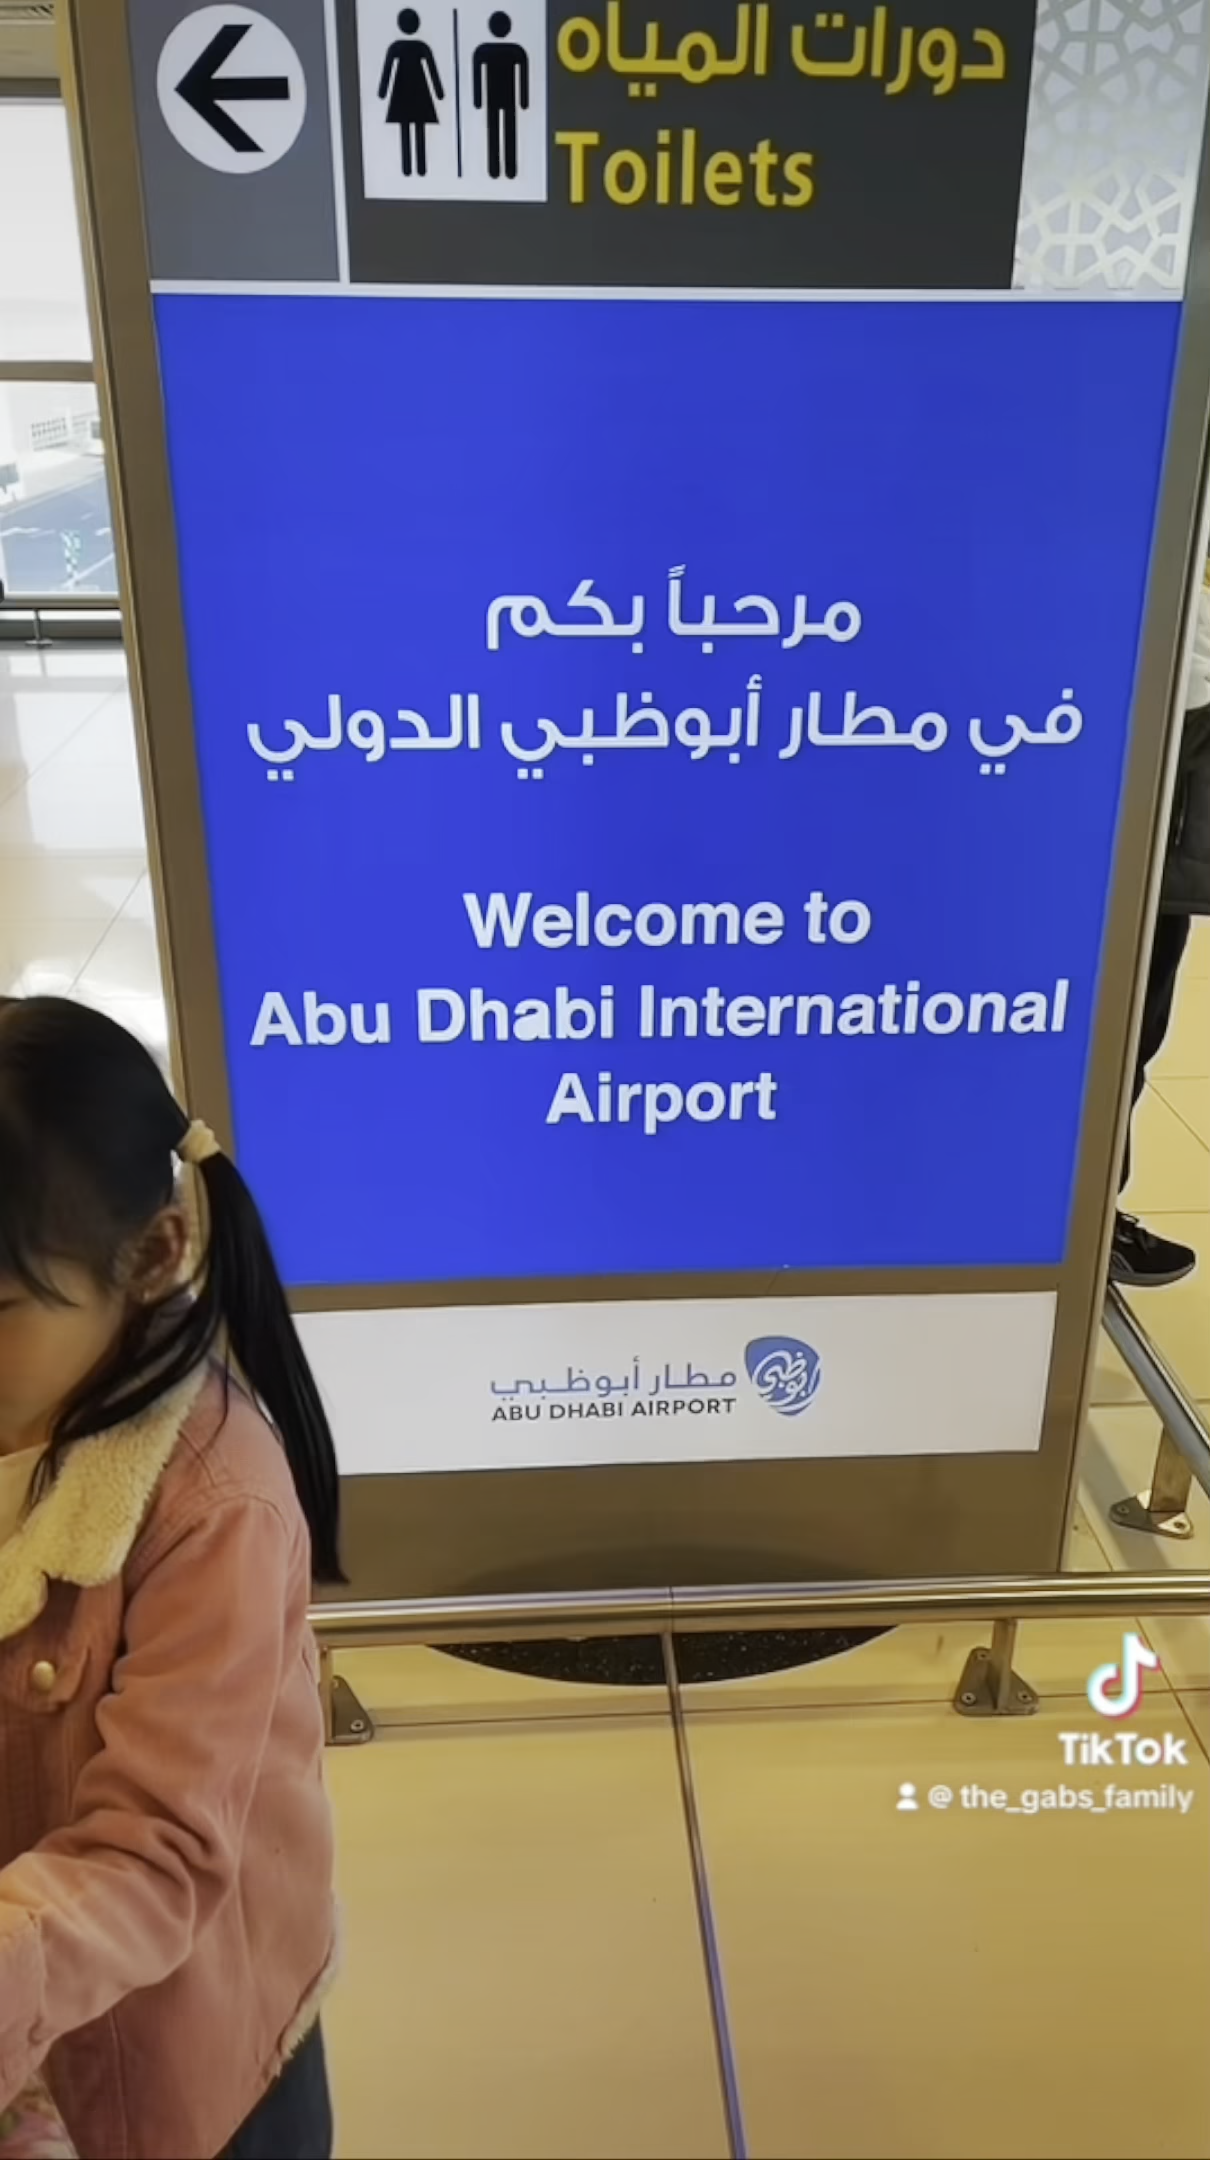 دورات المياه
Toilets
مرحباً بكم
في مطار أبوظبي الدولي
Welcome to
Abu Dhabi International
Airport
مطار أبوظبي
ABU DHABI AIRPORT
أبوظبي
TikTok
@ the_gabs_family